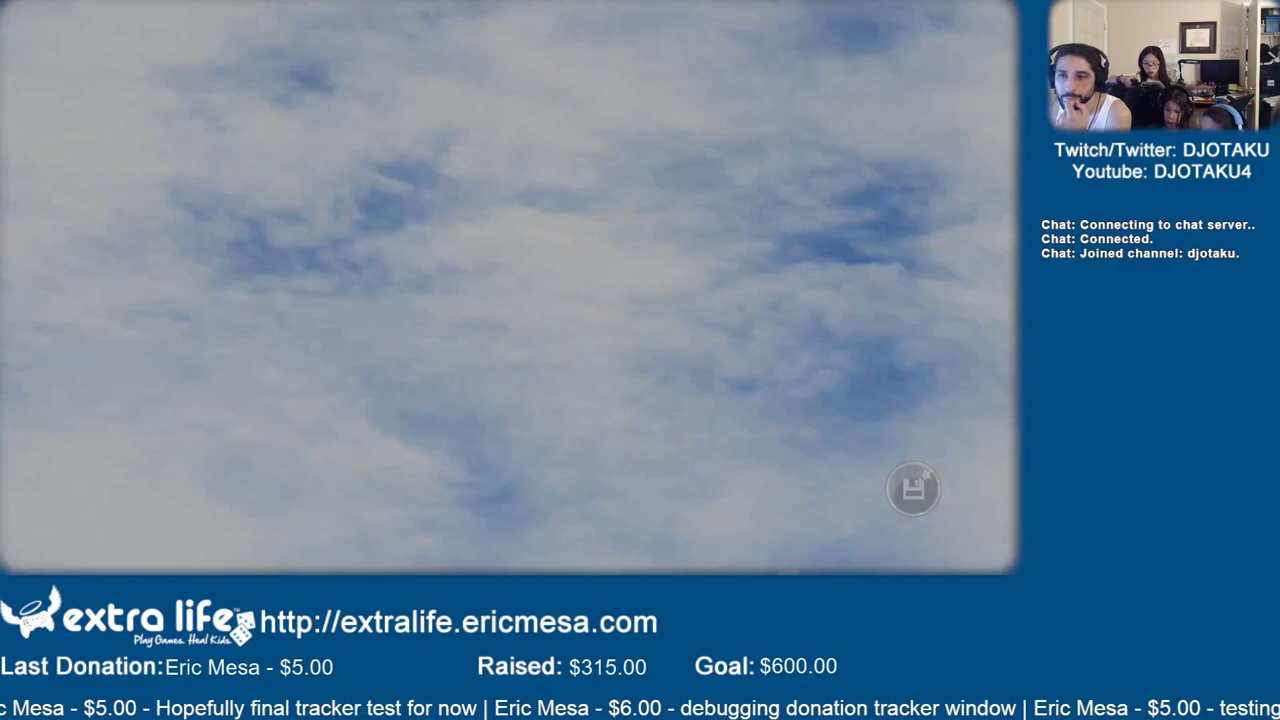 Twitch/Twitter: DJOTAKU
Youtube: DJOTAKU4
Chat: Connecting to chat server..
Chat: Connected.
Chat: Joined channel: djotaku.
extra life
Play Games. Heal Kids.
http://extralife.ericmesa.com
Last Donation: Eric Mesa - $5.00 Raised: $315.00 Goal: $600.00
c Mesa - $5.00 - Hopefully final tracker test for now | Eric Mesa - $6.00 - debugging donation tracker window | Eric Mesa - $5.00 - testing